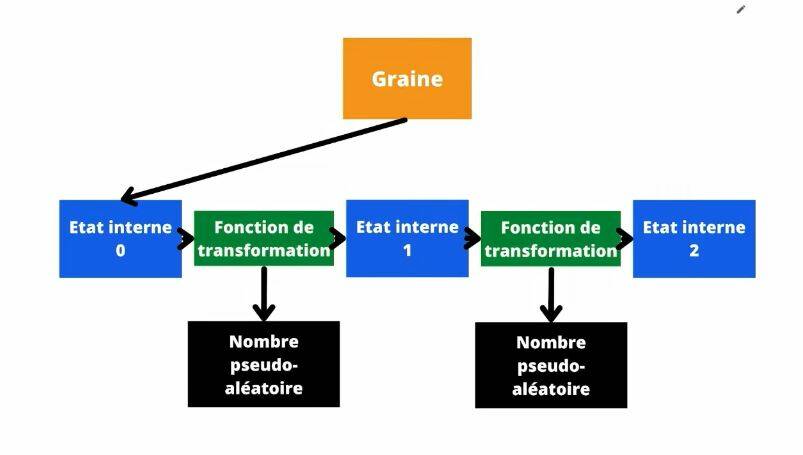 Graine
Etat interne
0
Fonction de
transformation
Etat interne
1
Fonction de
transformation
Etat interne
2
Nombre
pseudo-
aléatoire
Nombre
pseudo-
aléatoire